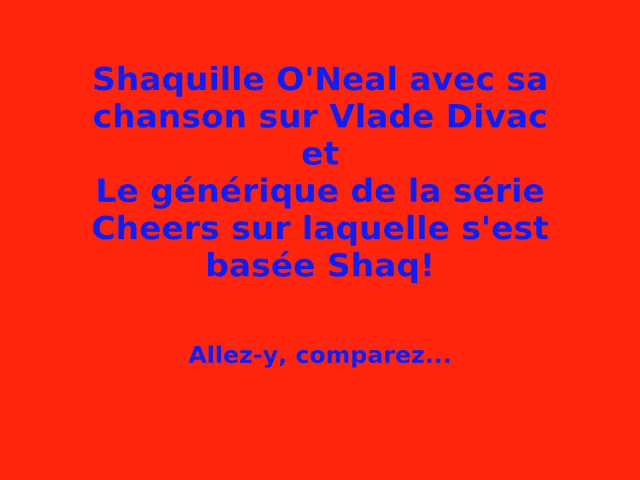 Shaquille O'Neal avec sa
chanson sur Vlade Divac
et
Le générique de la série
Cheers sur laquelle s'est
basée Shaq!
Allez-y, comparez...